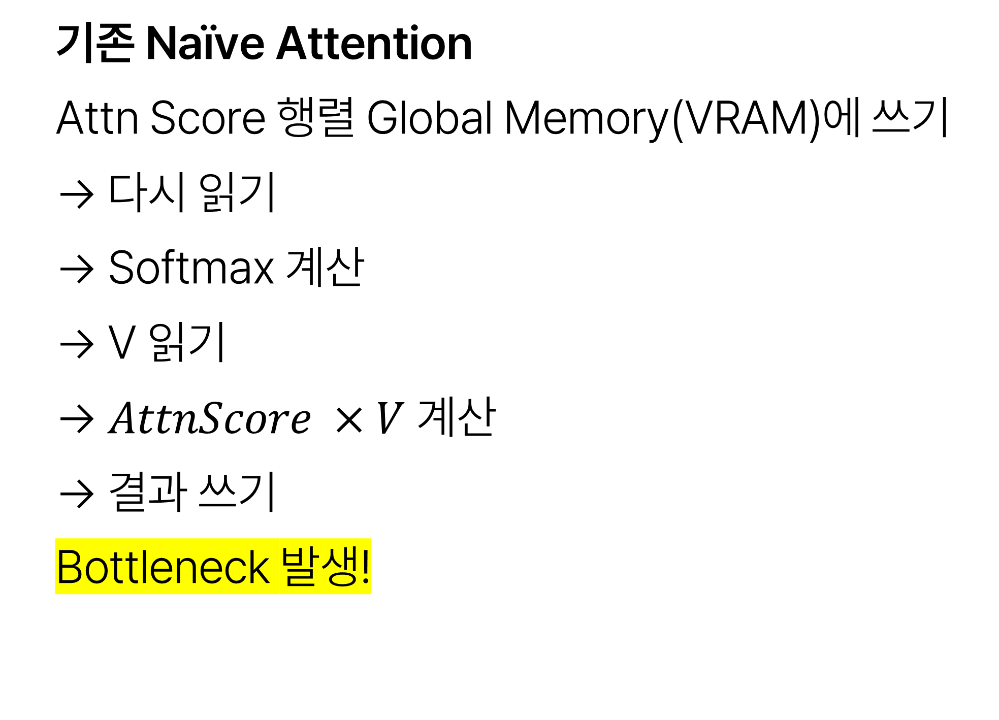 기존 Naïve Attention
Attn Score 행렬 Global Memory(VRAM)에 쓰기
→ 다시 읽기
→ Softmax 계산
→ V 읽기
→ AttnScore × V 계산
→ 결과 쓰기
Bottleneck 발생!